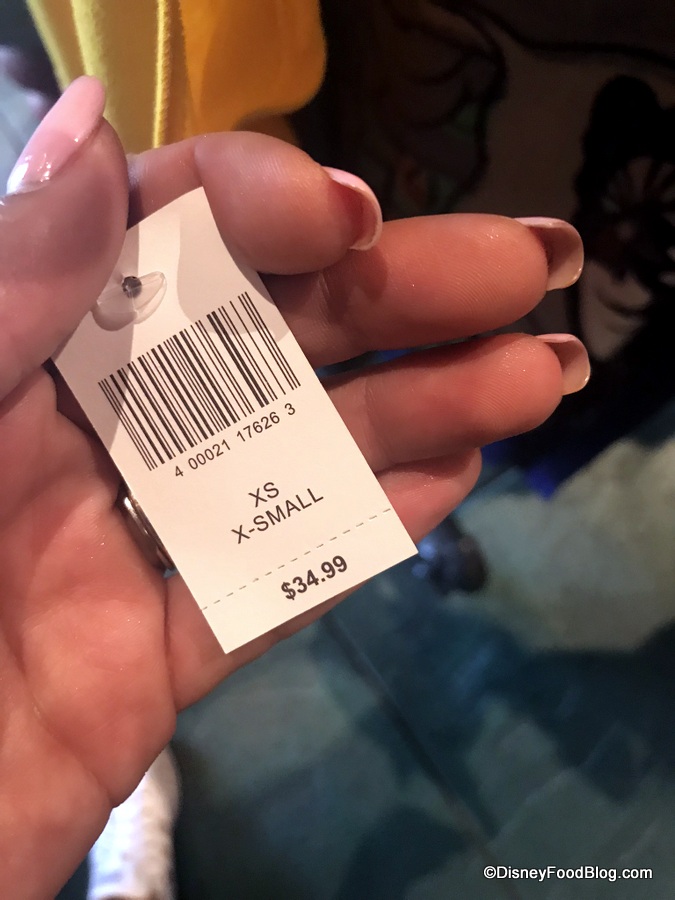 4 00021 17626 3
XS
X-SMALL
$34.99
©DisneyFoodBlog.com